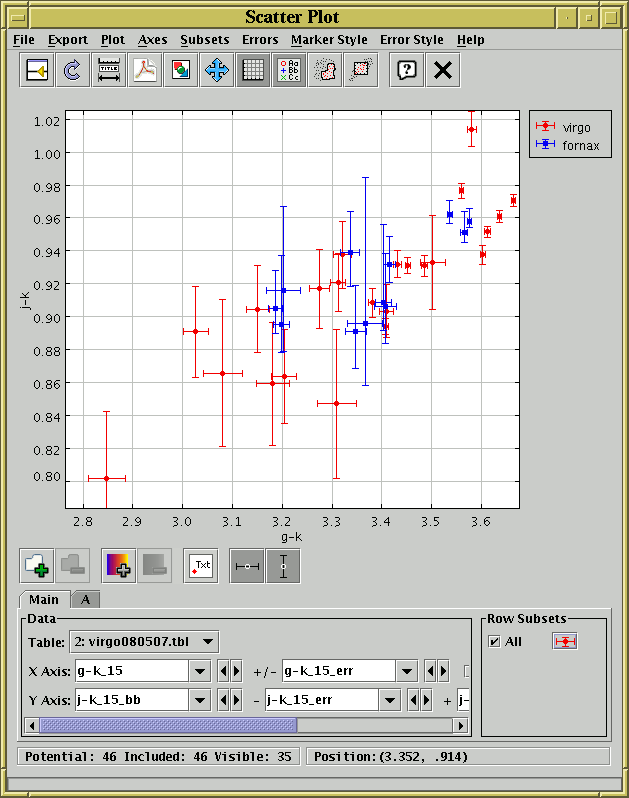 Scatter Plot
File Export Plot Axes Subsets Errors Marker Style Error Style Help
TITLE
A
B
C
Aa
Bb
Cc
?
virgo
fornax
1.02
1.00
0.98
0.96
0.94
0.92
0.90
0.88
0.86
0.84
0.82
0.80
j-k
2.8 2.9 3.0 3.1 3.2 3.3 3.4 3.5 3.6
g-k
Txt
Main A
Data
Table: 2: virgo080507.tbl
X Axis: g-k_15 +/- g-k_15_err
Y Axis: j-k_15_bb - j-k_15_err + j-
Row Subsets
All
Potential: 46 Included: 46 Visible: 35
Position:(3.352, .914)